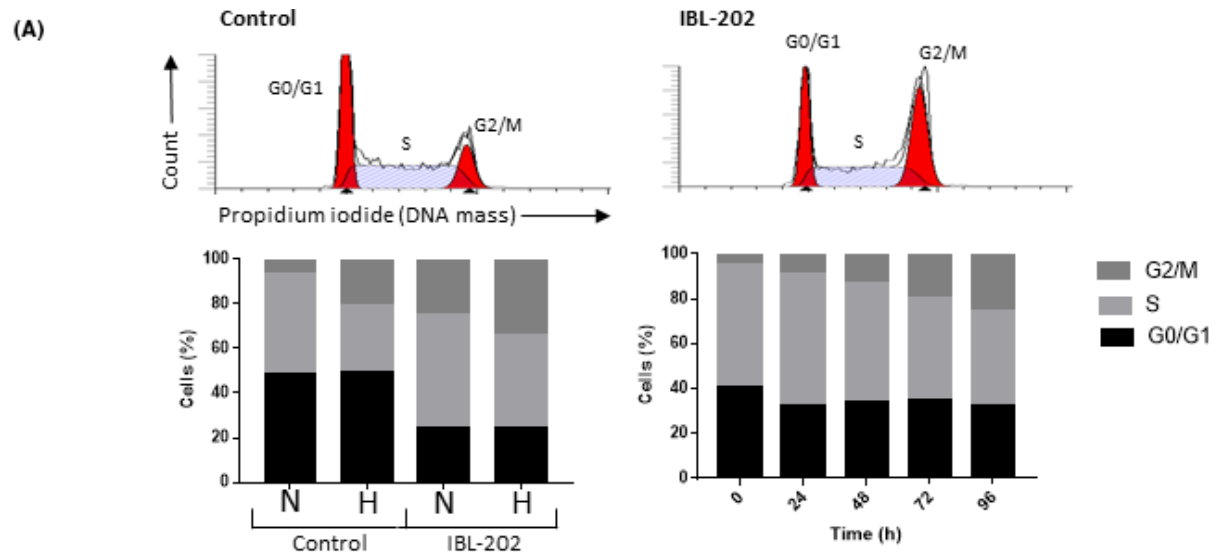 (A)
Control
IBL-202
G0/G1
S
G2/M
Count
G0/G1
S
G2/M
Propidium iodide (DNA mass)
Cells (%)
100
80
60
40
20
0
N H N H
Control IBL-202
Cells (%)
100
80
60
40
20
0
0 24 48 72 96
Time (h)
G2/M
S
G0/G1